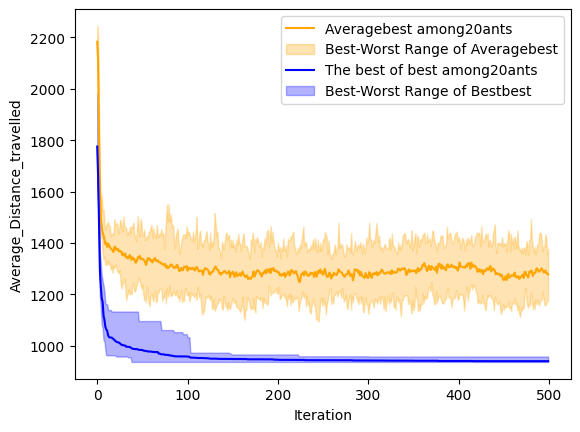 Averagebest among20ants
Best-Worst Range of Averagebest
The best of best among20ants
Best-Worst Range of Bestbest
Average_Distance_travelled
2200
2000
1800
1600
1400
1200
1000
0 100 200 300 400 500
Iteration